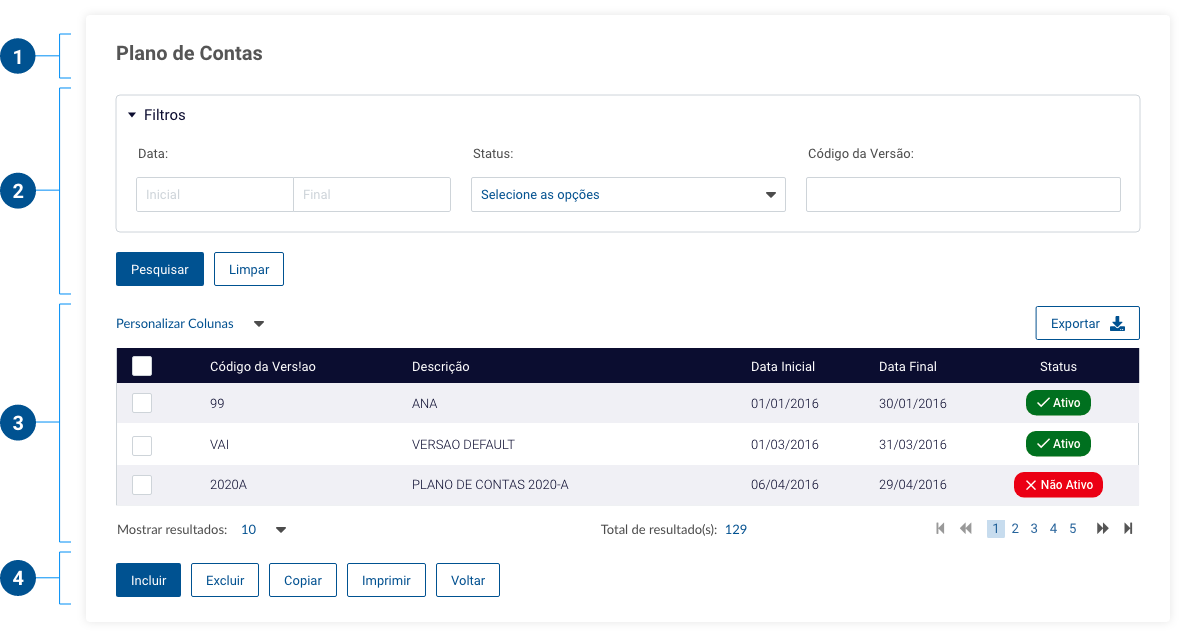 1
Plano de Contas
2
Filtros
Data: Status: Código da Versão:
Inicial Final Selecione as opções
Pesquisar Limpar
3
Personalizar Colunas Exportar
Código da Vers!ao Descrição Data Inicial Data Final Status
99 ANA 01/01/2016 30/01/2016 Ativo
VAI VERSAO DEFAULT 01/03/2016 31/03/2016 Ativo
2020A PLANO DE CONTAS 2020-A 06/04/2016 29/04/2016 Não Ativo
Mostrar resultados: 10 Total de resultado(s): 129 1 2 3 4 5
4
Incluir Excluir Copiar Imprimir Voltar